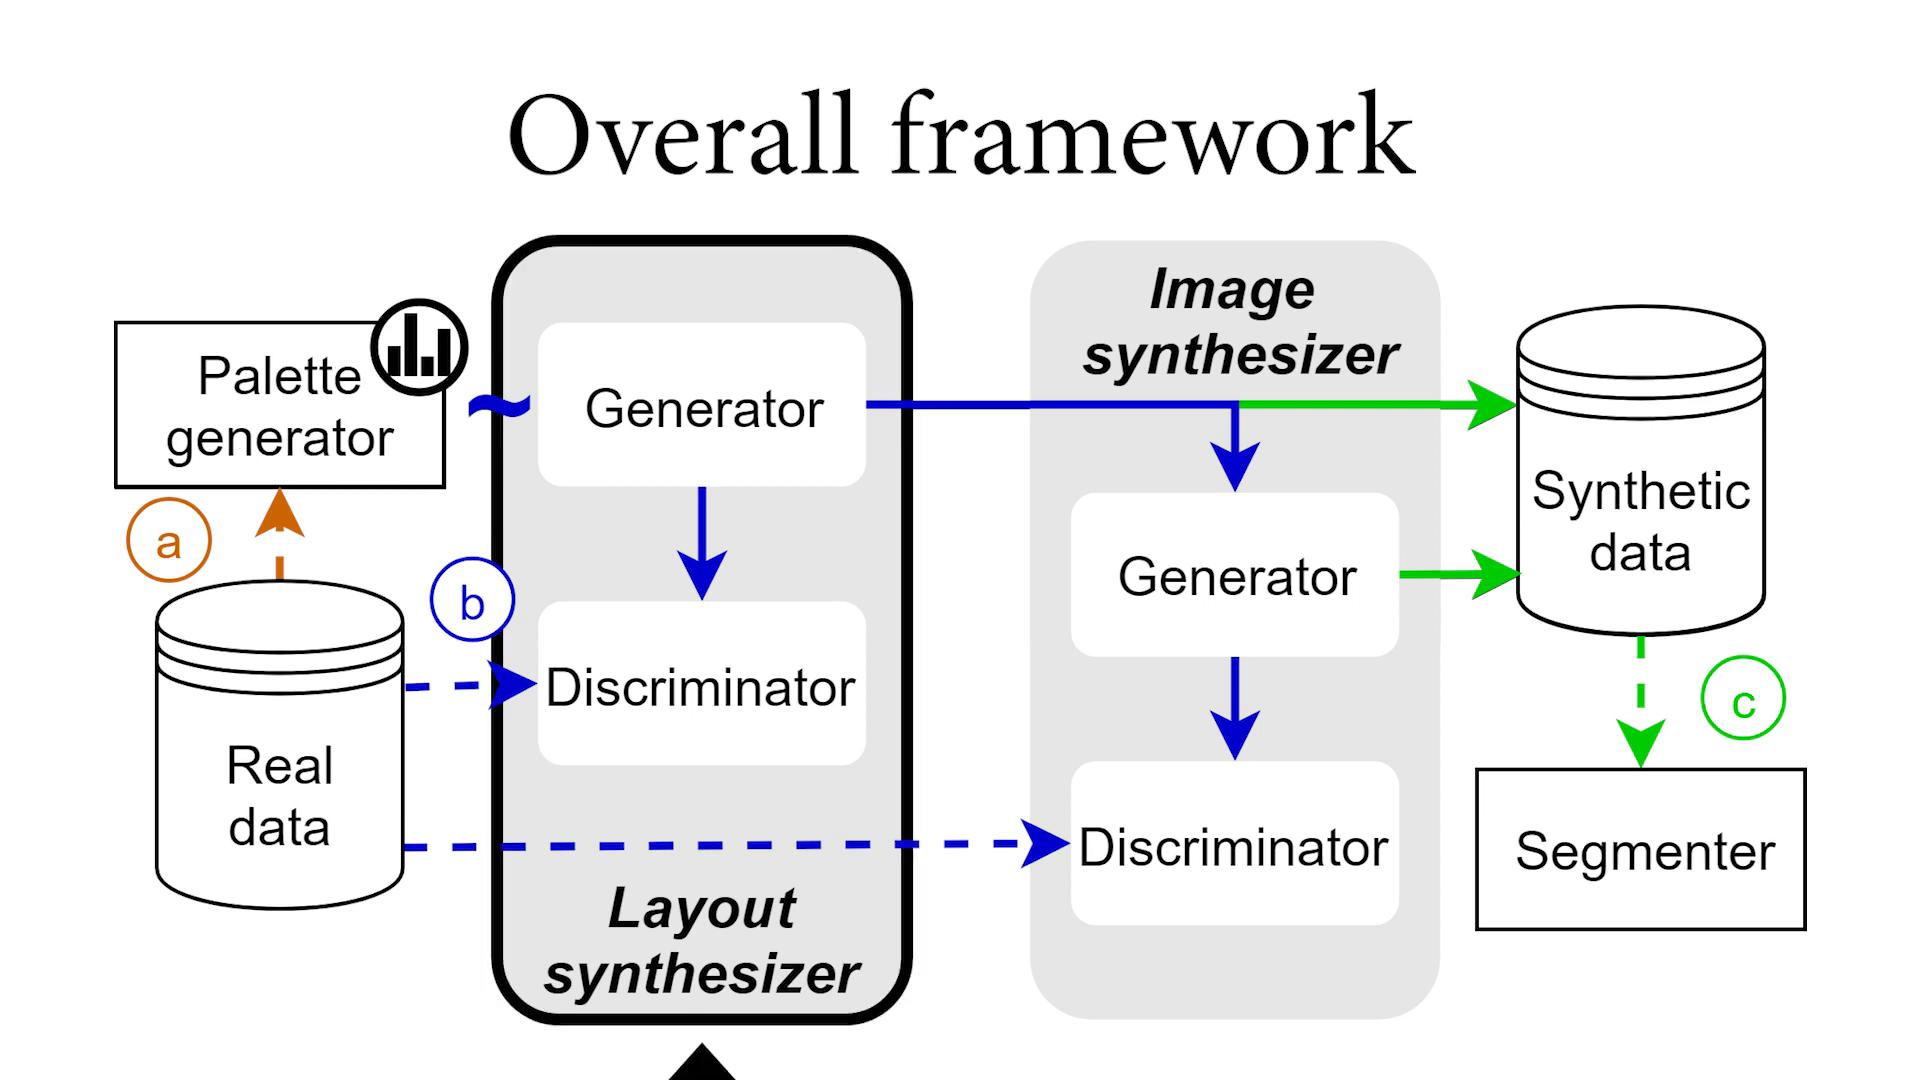 Overall framework
Palette
generator
a
Real
data
b
Generator
Discriminator
Layout
synthesizer
Image
synthesizer
Generator
Discriminator
Synthetic
data
c
Segmenter